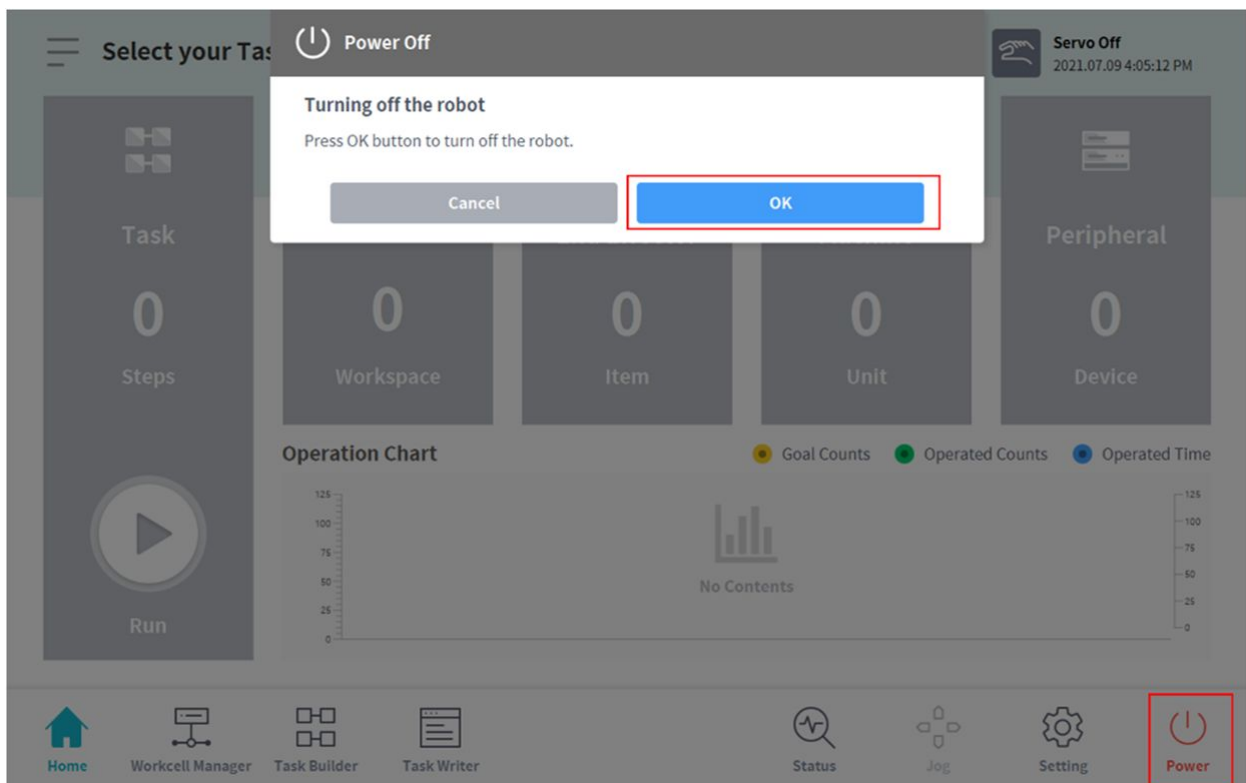 Power Off
Select your Tas
Servo Off
2021.07.09 4:05:12 PM
Turning off the robot
Press OK button to turn off the robot.
Cancel
OK
Task
Peripheral
0
0
0
0
0
Steps
Workspace
Item
Unit
Device
Operation Chart
Goal Counts
Operated Counts
Operated Time
125
100
75
50
25
0
125
100
75
50
25
0
No Contents
Run
Home
Workcell Manager
Task Builder
Task Writer
Status
Jog
Setting
Power